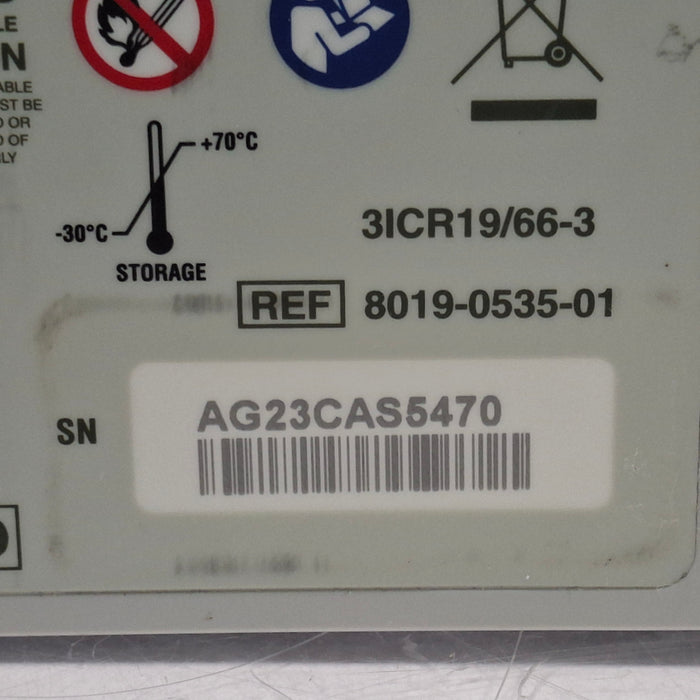 LE
N
ABLE
ST BE
D OR
D OF
LY
+70°C
-30°C
STORAGE
3ICR19/66-3
REF 8019-0535-01
SN
AG23CAS5470